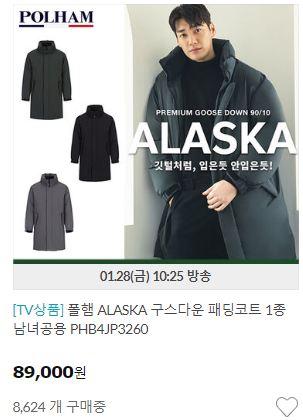 POLHAM
PREMIUM GOOSE DOWN 90/10
ALASKA
깃털처럼, 입은듯 안입은듯!
01.28(금) 10:25 방송
[TV상품] 폴햄 ALASKA 구스다운 패딩코트 1종
남녀공용 PHB4JP3260
89,000원
8,624 개 구매중